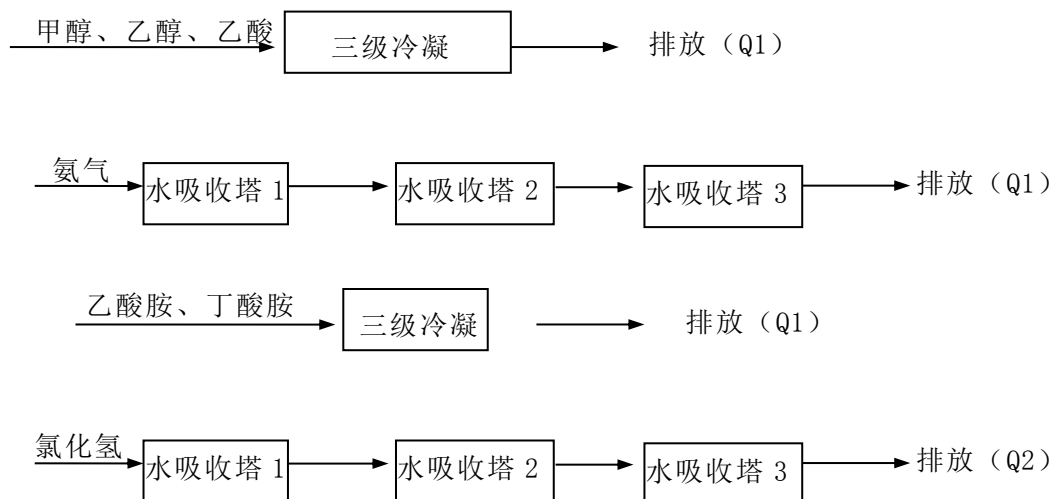 甲醇、乙醇、乙酸 三级冷凝 排放（Q1）
氨气 水吸收塔 1 水吸收塔 2 水吸收塔 3 排放（Q1）
乙酸胺、丁酸胺 三级冷凝 排放（Q1）
氯化氢 水吸收塔 1 水吸收塔 2 水吸收塔 3 排放（Q2）